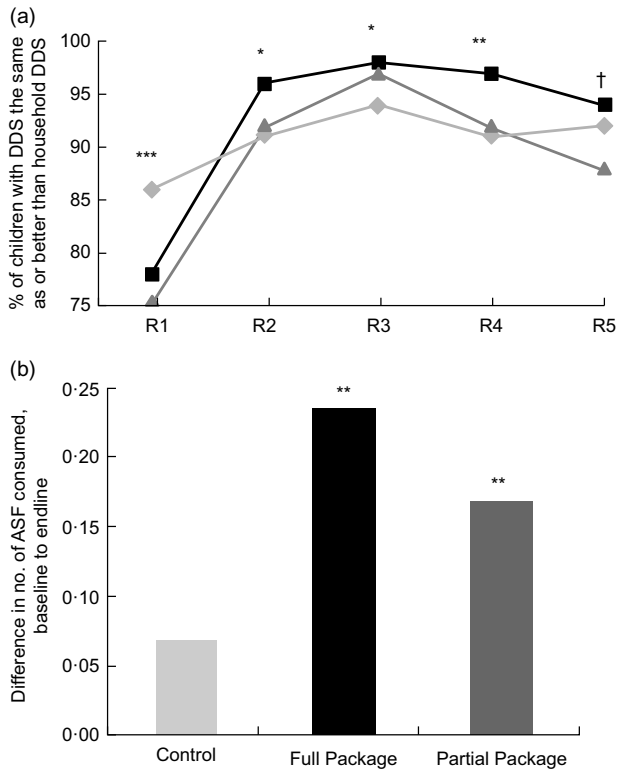 (a)
% of children with DDS the same
as or better than household DDS
100
95
90
85
80
75
***
*
*
**
†
R1 R2 R3 R4 R5
(b)
Difference in no. of ASF consumed,
baseline to endline
0·30
0·25
0·20
0·15
0·10
0·05
0·00
**
**
Control Full Package Partial Package